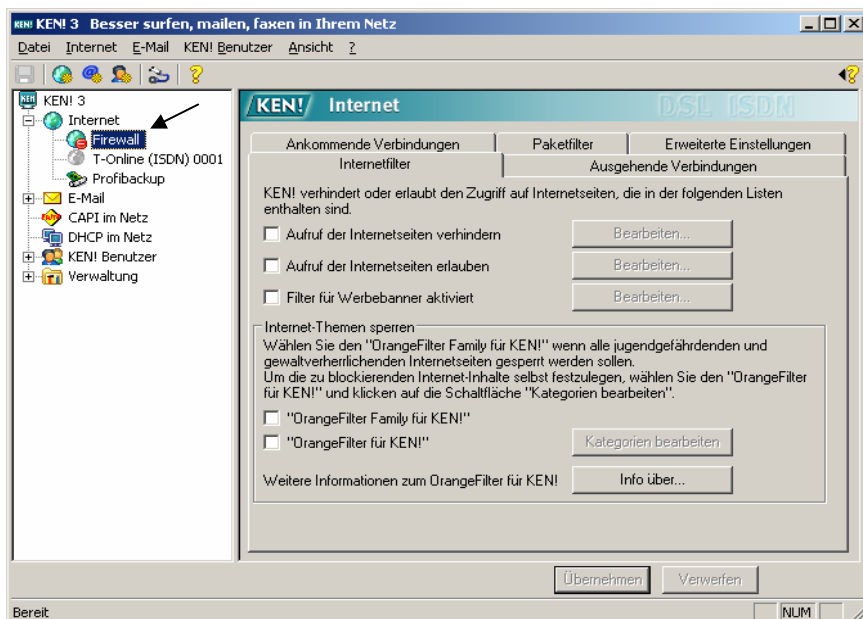 KEN! KEN! 3 Besser surfen, mailen, faxen in Ihrem Netz
Datei Internet E-Mail KEN! Benutzer Ansicht ?
KEN! 3
Internet
Firewall
T-Online (ISDN) 0001
Profibackup
E-Mail
CAPI im Netz
DHCP im Netz
KEN! Benutzer
Verwaltung
KEN! Internet DSL ISDN
Ankommende Verbindungen Paketfilter Erweiterte Einstellungen
Internetfilter Ausgehende Verbindungen
KEN! verhindert oder erlaubt den Zugriff auf Internetseiten, die in der folgenden Listen
enthalten sind.
Aufruf der Internetseiten verhindern Bearbeiten...
Aufruf der Internetseiten erlauben Bearbeiten...
Filter für Werbebanner aktiviert Bearbeiten...
Internet-Themen sperren
Wählen Sie den "OrangeFilter Family für KEN!" wenn alle jugendgefährdenden und
gewaltverherrlichenden Internetseiten gesperrt werden sollen.
Um die zu blockierenden Internet-Inhalte selbst festzulegen, wählen Sie den "OrangeFilter
für KEN!" und klicken auf die Schaltfläche "Kategorien bearbeiten".
"OrangeFilter Family für KEN!"
"OrangeFilter für KEN!" Kategorien bearbeiten
Weitere Informationen zum OrangeFilter für KEN! Info über...
Übernehmen Verwerfen
Bereit NUM